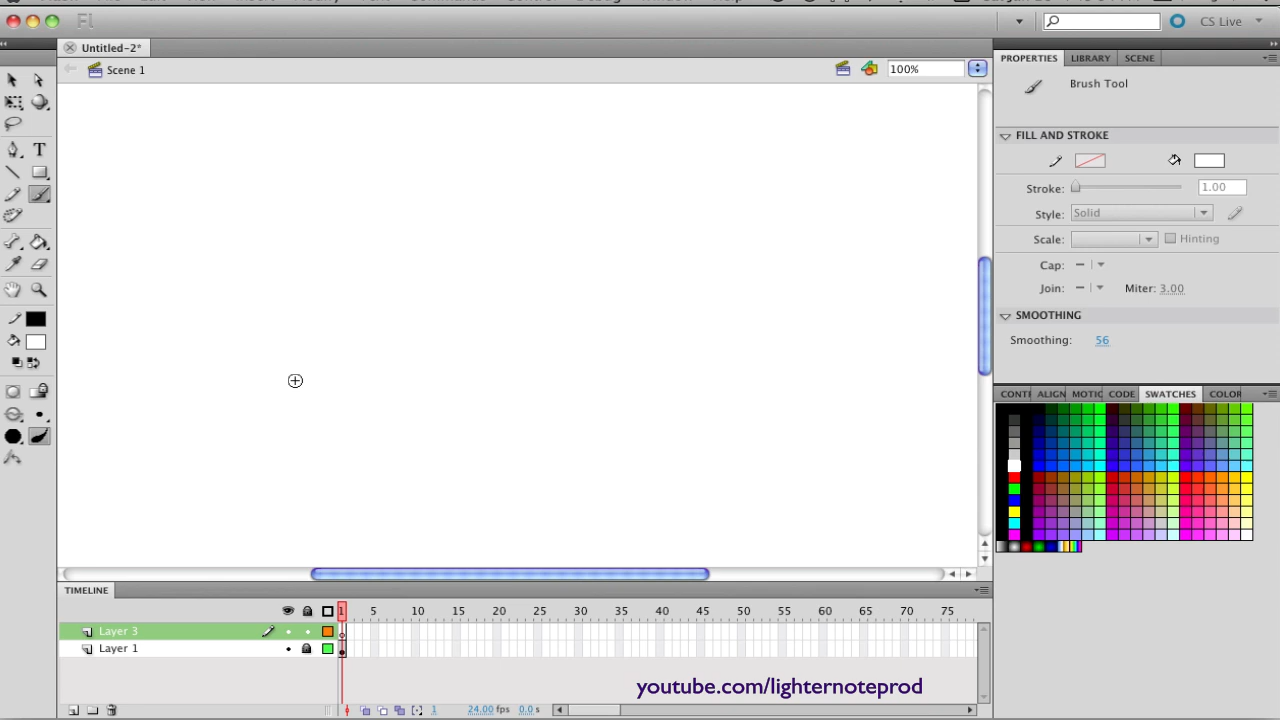 Fl
CS Live
Untitled-2*
Scene 1
100%
PROPERTIES LIBRARY SCENE
Brush Tool
FILL AND STROKE
Stroke: 1.00
Style: Solid
Scale: Hinting
Cap:
Join: Miter: 3.00
SMOOTHING
Smoothing: 56
CONTI ALIGN MOTIC CODE SWATCHES COLOR
TIMELINE
1 5 10 15 20 25 30 35 40 45 50 55 60 65 70 75
Layer 3
Layer 1
youtube.com/lighternoteprod
1 24.00 fps 0.0 s
T